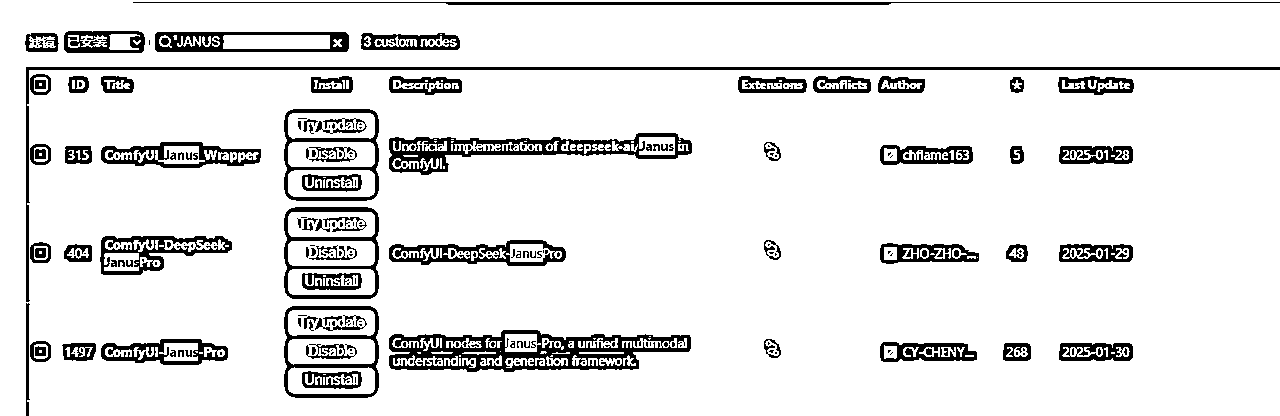 滤镜 已安装 JANUS × 3 custom nodes
ID Title Install Description Extensions Conflicts Author ★ Last Update
Try update
315 ComfyUI_Janus_Wrapper Disable Unofficial implementation of deepseek-ai/Janus in
ComfyUI. chflame163 5 2025-01-28
Uninstall
Try update
404 ComfyUI-DeepSeek-
JanusPro Disable ComfyUI-DeepSeek-JanusPro ZHO-ZHO-... 48 2025-01-29
Uninstall
Try update
1497 ComfyUI-Janus-Pro Disable ComfyUI nodes for Janus-Pro, a unified multimodal
understanding and generation framework. CY-CHENY... 268 2025-01-30
Uninstall